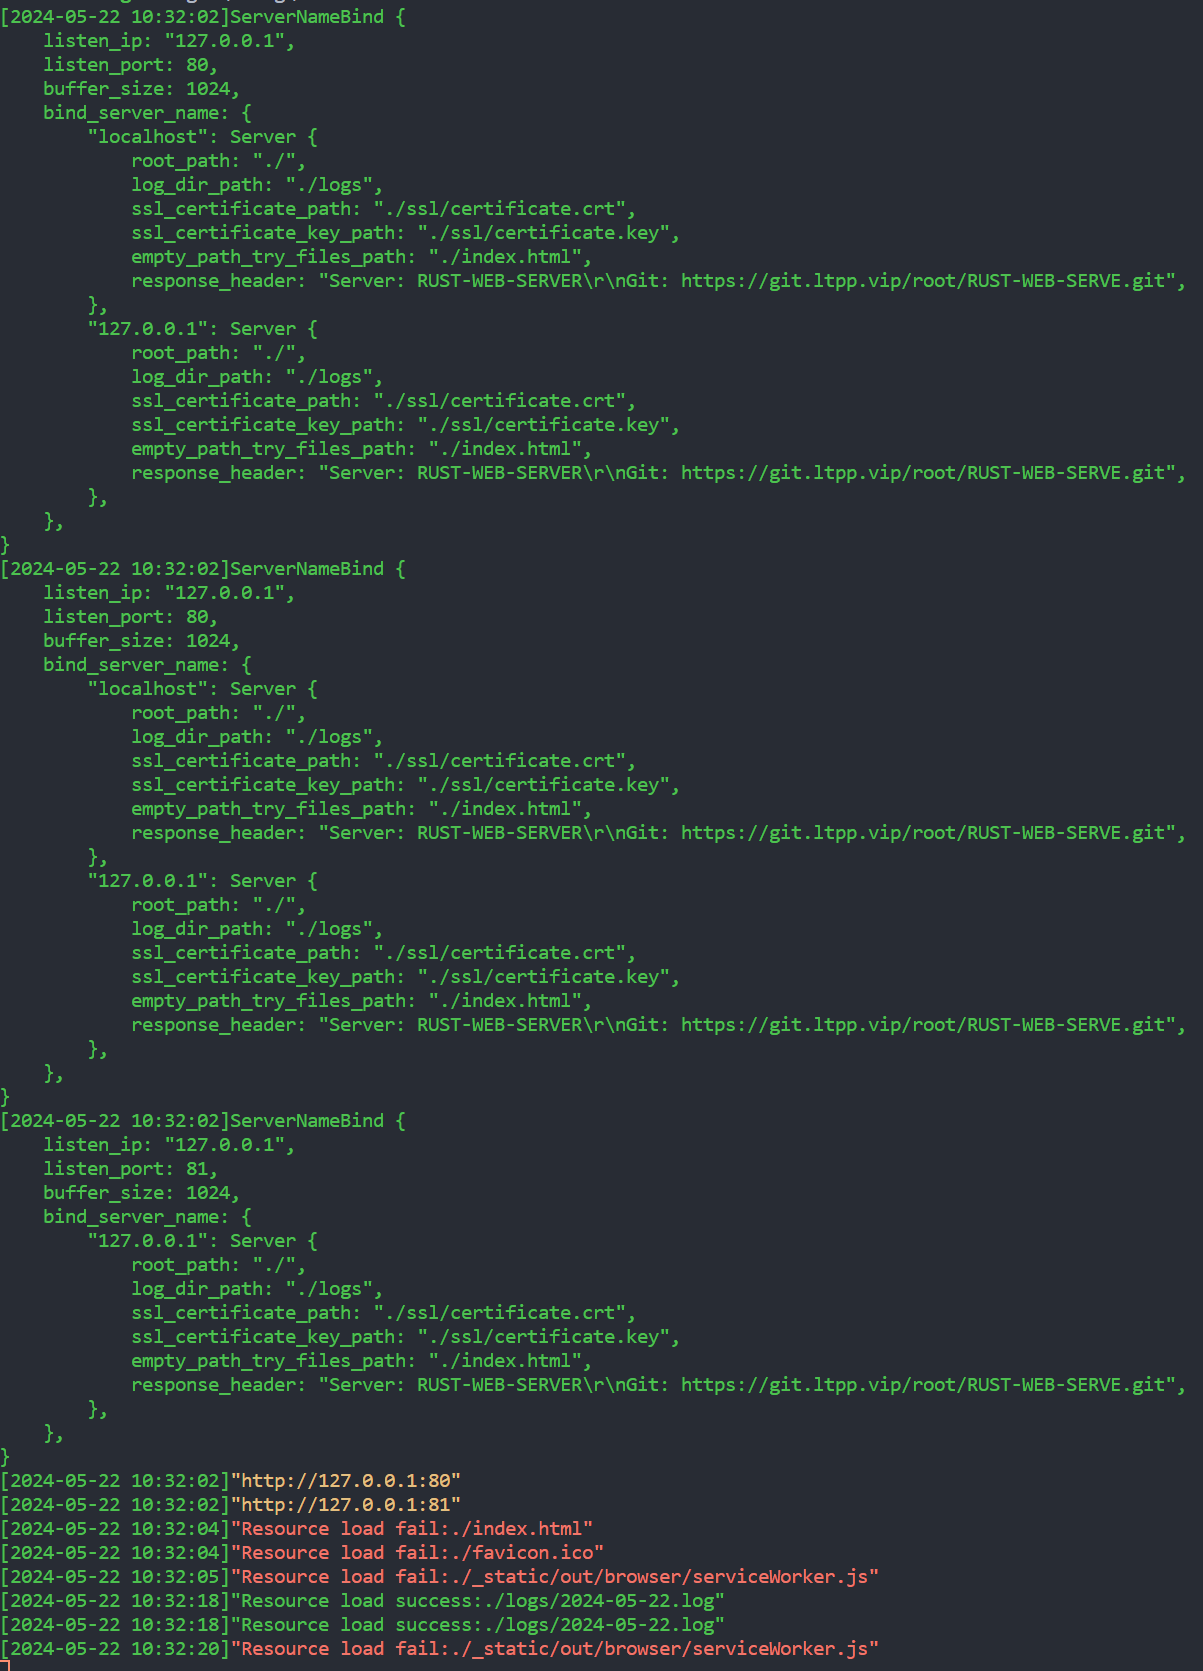 [2024-05-22 10:32:02]ServerNameBind {
    listen_ip: "127.0.0.1",
    listen_port: 80,
    buffer_size: 1024,
    bind_server_name: {
        "localhost": Server {
            root_path: "./",
            log_dir_path: "./logs",
            ssl_certificate_path: "./ssl/certificate.crt",
            ssl_certificate_key_path: "./ssl/certificate.key",
            empty_path_try_files_path: "./index.html",
            response_header: "Server: RUST-WEB-SERVER\r\nGit: https://git.ltpp.vip/root/RUST-WEB-SERVE.git",
        },
        "127.0.0.1": Server {
            root_path: "./",
            log_dir_path: "./logs",
            ssl_certificate_path: "./ssl/certificate.crt",
            ssl_certificate_key_path: "./ssl/certificate.key",
            empty_path_try_files_path: "./index.html",
            response_header: "Server: RUST-WEB-SERVER\r\nGit: https://git.ltpp.vip/root/RUST-WEB-SERVE.git",
        },
    },
}
[2024-05-22 10:32:02]ServerNameBind {
    listen_ip: "127.0.0.1",
    listen_port: 80,
    buffer_size: 1024,
    bind_server_name: {
        "localhost": Server {
            root_path: "./",
            log_dir_path: "./logs",
            ssl_certificate_path: "./ssl/certificate.crt",
            ssl_certificate_key_path: "./ssl/certificate.key",
            empty_path_try_files_path: "./index.html",
            response_header: "Server: RUST-WEB-SERVER\r\nGit: https://git.ltpp.vip/root/RUST-WEB-SERVE.git",
        },
        "127.0.0.1": Server {
            root_path: "./",
            log_dir_path: "./logs",
            ssl_certificate_path: "./ssl/certificate.crt",
            ssl_certificate_key_path: "./ssl/certificate.key",
            empty_path_try_files_path: "./index.html",
            response_header: "Server: RUST-WEB-SERVER\r\nGit: https://git.ltpp.vip/root/RUST-WEB-SERVE.git",
        },
    },
}
[2024-05-22 10:32:02]ServerNameBind {
    listen_ip: "127.0.0.1",
    listen_port: 81,
    buffer_size: 1024,
    bind_server_name: {
        "127.0.0.1": Server {
            root_path: "./",
            log_dir_path: "./logs",
            ssl_certificate_path: "./ssl/certificate.crt",
            ssl_certificate_key_path: "./ssl/certificate.key",
            empty_path_try_files_path: "./index.html",
            response_header: "Server: RUST-WEB-SERVER\r\nGit: https://git.ltpp.vip/root/RUST-WEB-SERVE.git",
        },
    },
}
[2024-05-22 10:32:02]"http://127.0.0.1:80"
[2024-05-22 10:32:02]"http://127.0.0.1:81"
[2024-05-22 10:32:04]"Resource load fail:./index.html"
[2024-05-22 10:32:04]"Resource load fail:./favicon.ico"
[2024-05-22 10:32:05]"Resource load fail:./_static/out/browser/serviceWorker.js"
[2024-05-22 10:32:18]"Resource load success:./logs/2024-05-22.log"
[2024-05-22 10:32:18]"Resource load success:./logs/2024-05-22.log"
[2024-05-22 10:32:20]"Resource load fail:./_static/out/browser/serviceWorker.js"